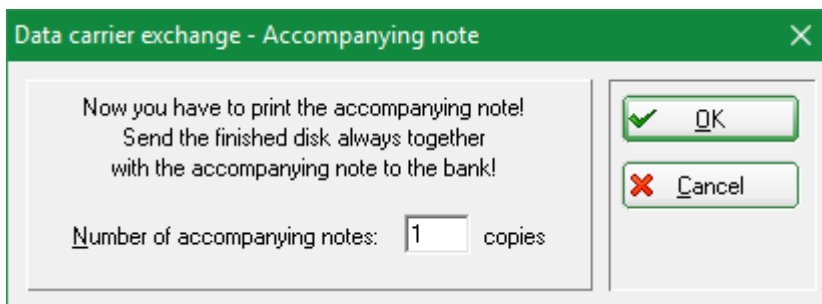 Data carrier exchange - Accompanying note
Now you have to print the accompanying note!
Send the finished disk always together
with the accompanying note to the bank!
Number of accompanying notes: 1 copies
OK
Cancel